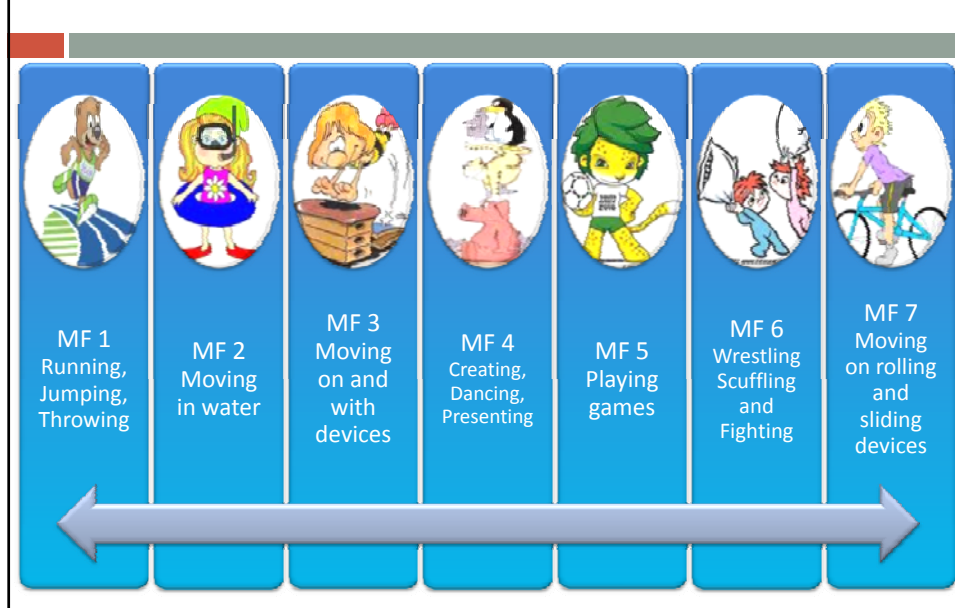 MF 1
Running,
Jumping,
Throwing
MF 2
Moving
in water
MF 3
Moving
on and
with
devices
MF 4
Creating,
Dancing,
Presenting
MF 5
Playing
games
MF 6
Wrestling
Scuffling
and
Fighting
MF 7
Moving
on rolling
and
sliding
devices